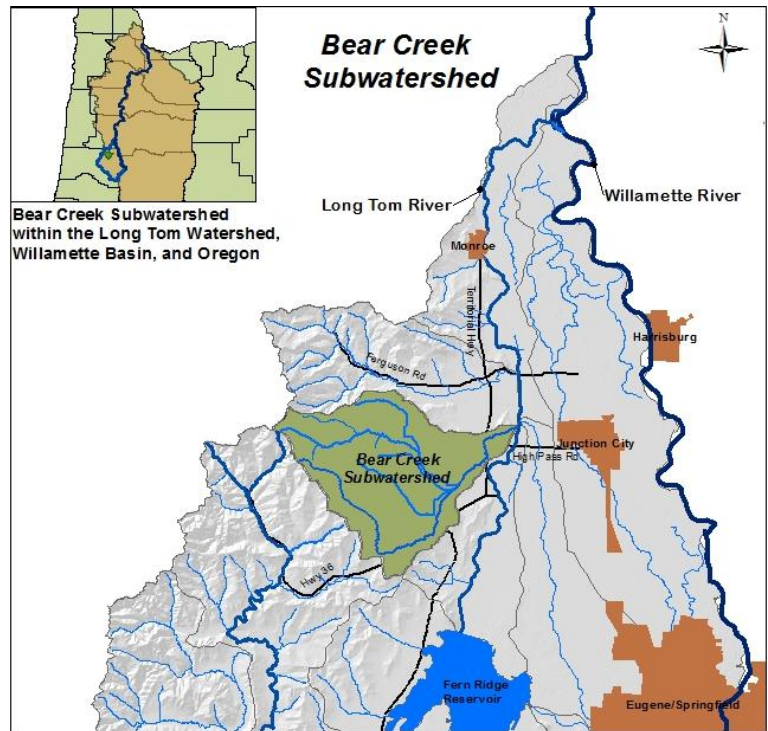 Bear Creek
Subwatershed
N
Bear Creek Subwatershed
within the Long Tom Watershed,
Willamette Basin, and Oregon
Long Tom River
Willamette River
Monroe
Territorial Hwy
Harrisburg
Ferguson Rd
Junction City
High Pass Rd
Bear Creek
Subwatershed
Hwy 36
Fern Ridge
Reservoir
Eugene/Springfield